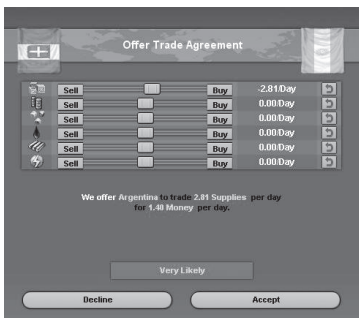 Offer Trade Agreement
Sell Buy -2.81/Day
Sell Buy 0.00/Day
Sell Buy 0.00/Day
Sell Buy 0.00/Day
Sell Buy 0.00/Day
Sell Buy 0.00/Day
We offer Argentina to trade 2.81 Supplies per day
for 1.40 Money per day.
Very Likely
Decline Accept